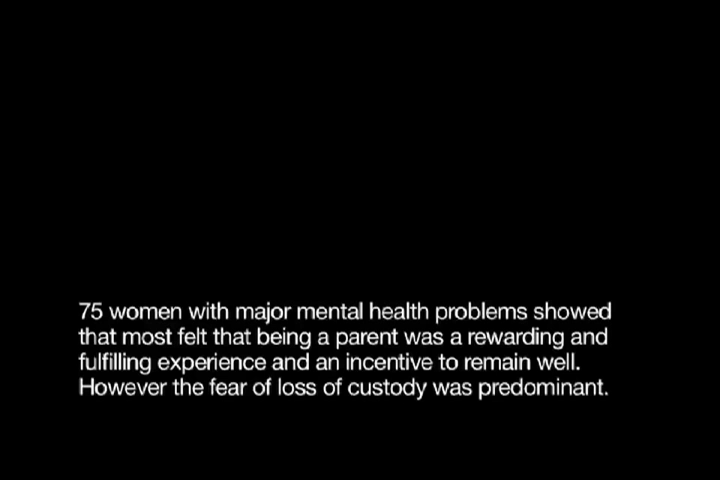 75 women with major mental health problems showed
that most felt that being a parent was a rewarding and
fulfilling experience and an incentive to remain well.
However the fear of loss of custody was predominant.